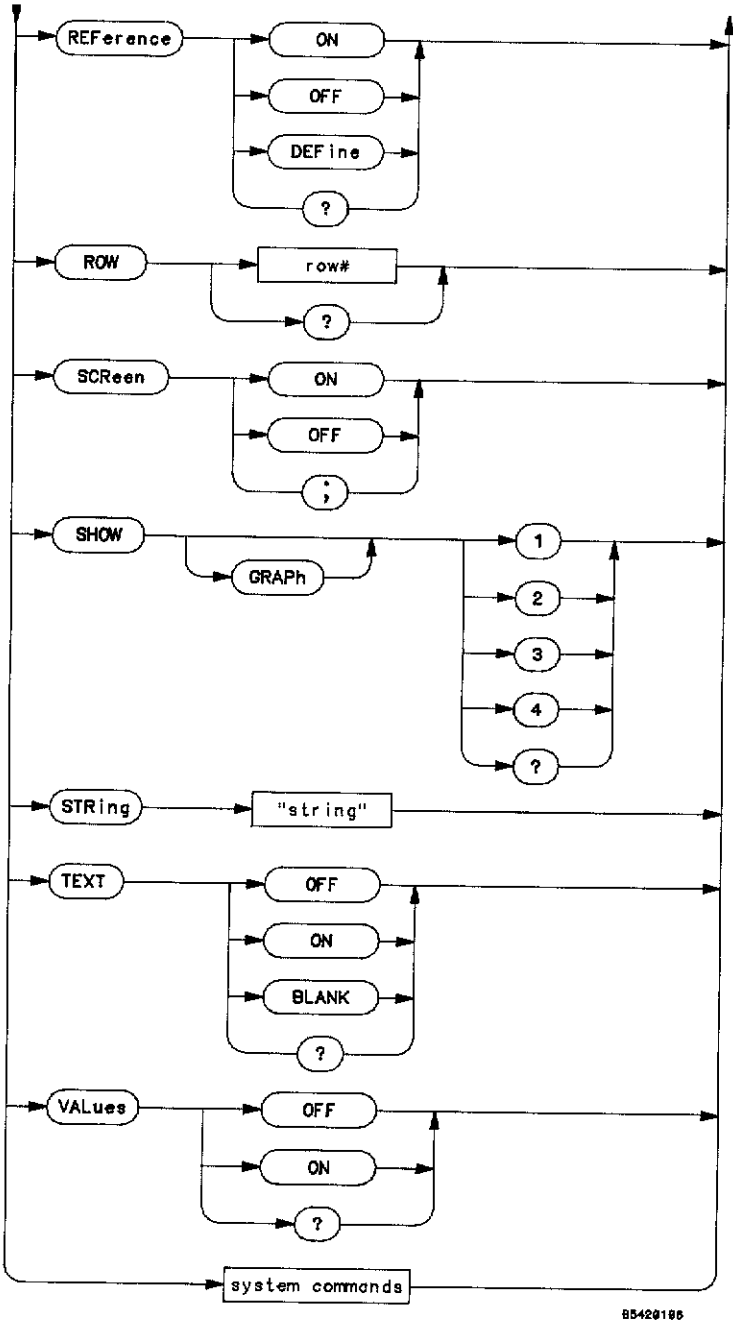 REFerence ON
OFF
DEFine
?
ROW row#
?
SCReen ON
OFF
;
SHOW 1
GRAPh 2
3
4
?
STRing "string"
TEXT OFF
ON
BLANK
?
VALues OFF
ON
?
system commands